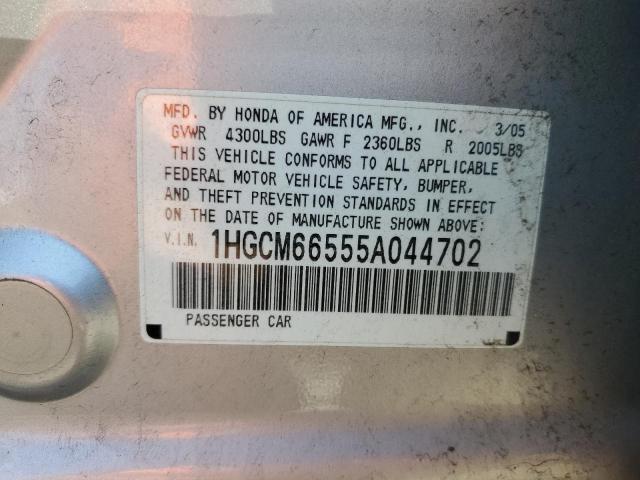 MFD. BY HONDA OF AMERICA MFG., INC. 3/05
GVWR 4300LBS GAWR F 2360LBS R 2005LBS
THIS VEHICLE CONFORMS TO ALL APPLICABLE
FEDERAL MOTOR VEHICLE SAFETY, BUMPER,
AND THEFT PREVENTION STANDARDS IN EFFECT
ON THE DATE OF MANUFACTURE SHOWN ABOVE:
V.I.N. 1HGCM66555A044702
PASSENGER CAR